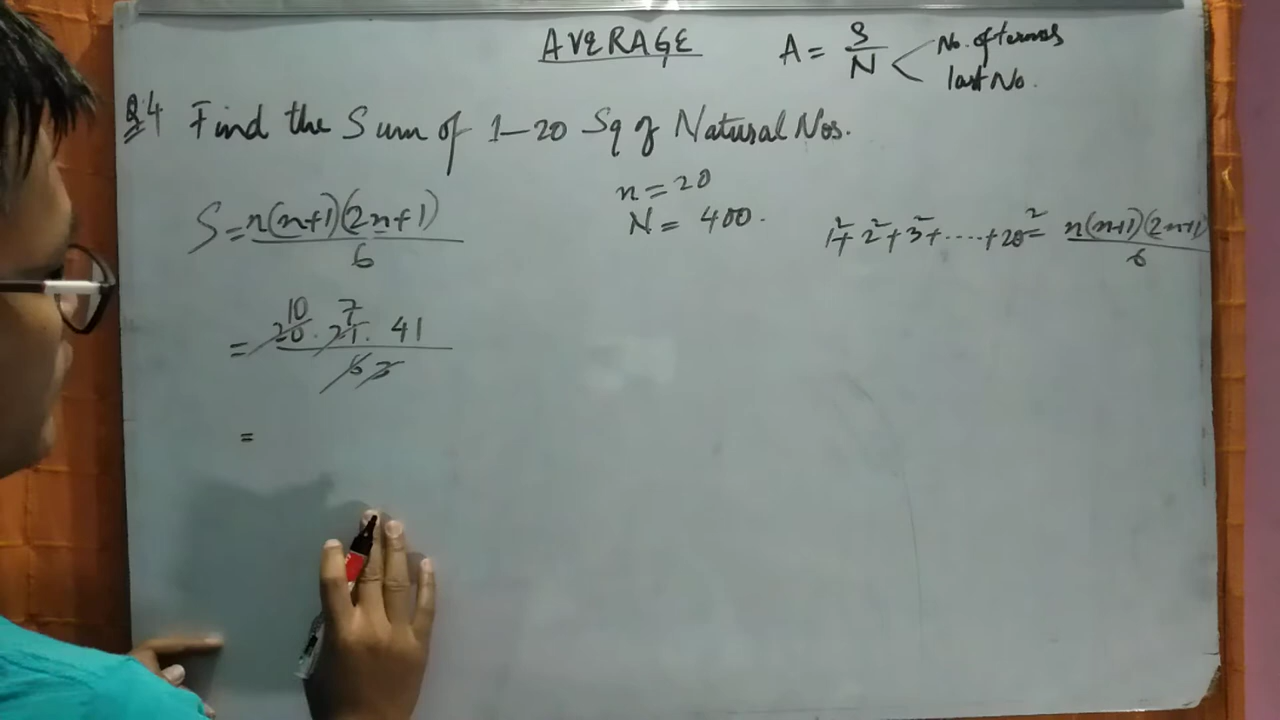 AVERAGE
A = S/N < No. of terms
last No.
Q.4 Find the Sum of 1–20 Sq of Natural Nos.
S = n(n+1)(2n+1)/6
n = 20
N = 400.
1² + 2² + 3² + ..... + 20² = n(n+1)(2n+1)/6
10 7
= 20 . 21 . 41
6 3
=